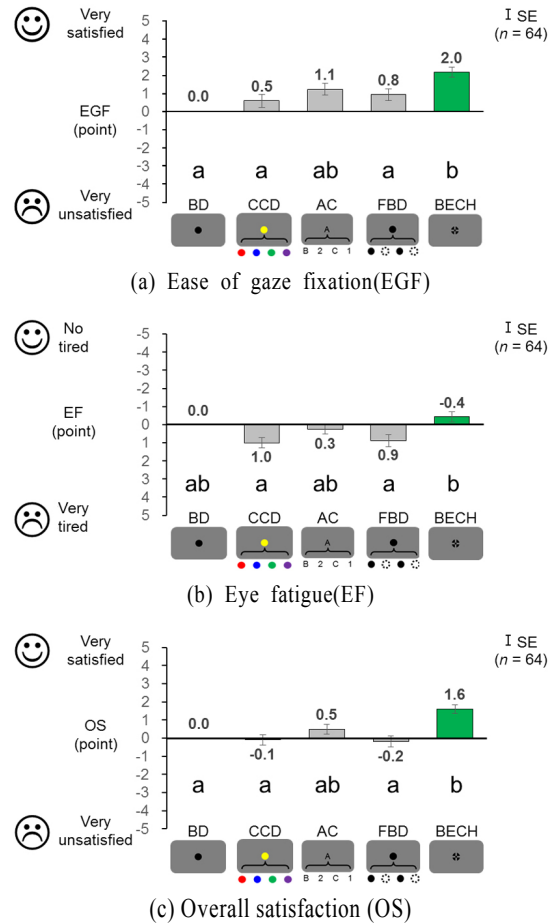 Very satisfied
I SE
(n = 64)
5
4
3
2
1
0
-1
-2
-3
-4
-5
EGF
(point)
0.0 0.5 1.1 0.8 2.0
a a ab a b
Very unsatisfied
BD CCD AC FBD BECH
A
B 2 C 1
(a) Ease of gaze fixation(EGF)
No tired
I SE
(n = 64)
-5
-4
-3
-2
-1
0
1
2
3
4
5
EF
(point)
0.0 1.0 0.3 0.9 -0.4
ab a ab a b
Very tired
BD CCD AC FBD BECH
A
B 2 C 1
(b) Eye fatigue(EF)
Very satisfied
I SE
(n = 64)
5
4
3
2
1
0
-1
-2
-3
-4
-5
OS
(point)
0.0 -0.1 0.5 -0.2 1.6
a a ab a b
Very unsatisfied
BD CCD AC FBD BECH
A
B 2 C 1
(c) Overall satisfaction (OS)